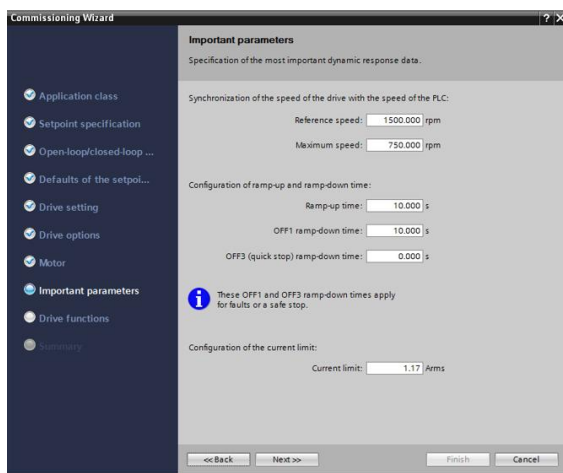 Commissioning Wizard
? X
Important parameters
Specification of the most important dynamic response data.
Application class
Setpoint specification
Open-loop/closed-loop ...
Defaults of the setpoi...
Drive setting
Drive options
Motor
Important parameters
Drive functions
Summary
Synchronization of the speed of the drive with the speed of the PLC:
Reference speed: 1500.000 rpm
Maximum speed: 750.000 rpm
Configuration of ramp-up and ramp-down time:
Ramp-up time: 10.000 s
OFF1 ramp-down time: 10.000 s
OFF3 (quick stop) ramp-down time: 0.000 s
i
These OFF1 and OFF3 ramp-down times apply
for faults or a safe stop.
Configuration of the current limit:
Current limit: 1.17 Arms
<<Back Next>> Finish Cancel